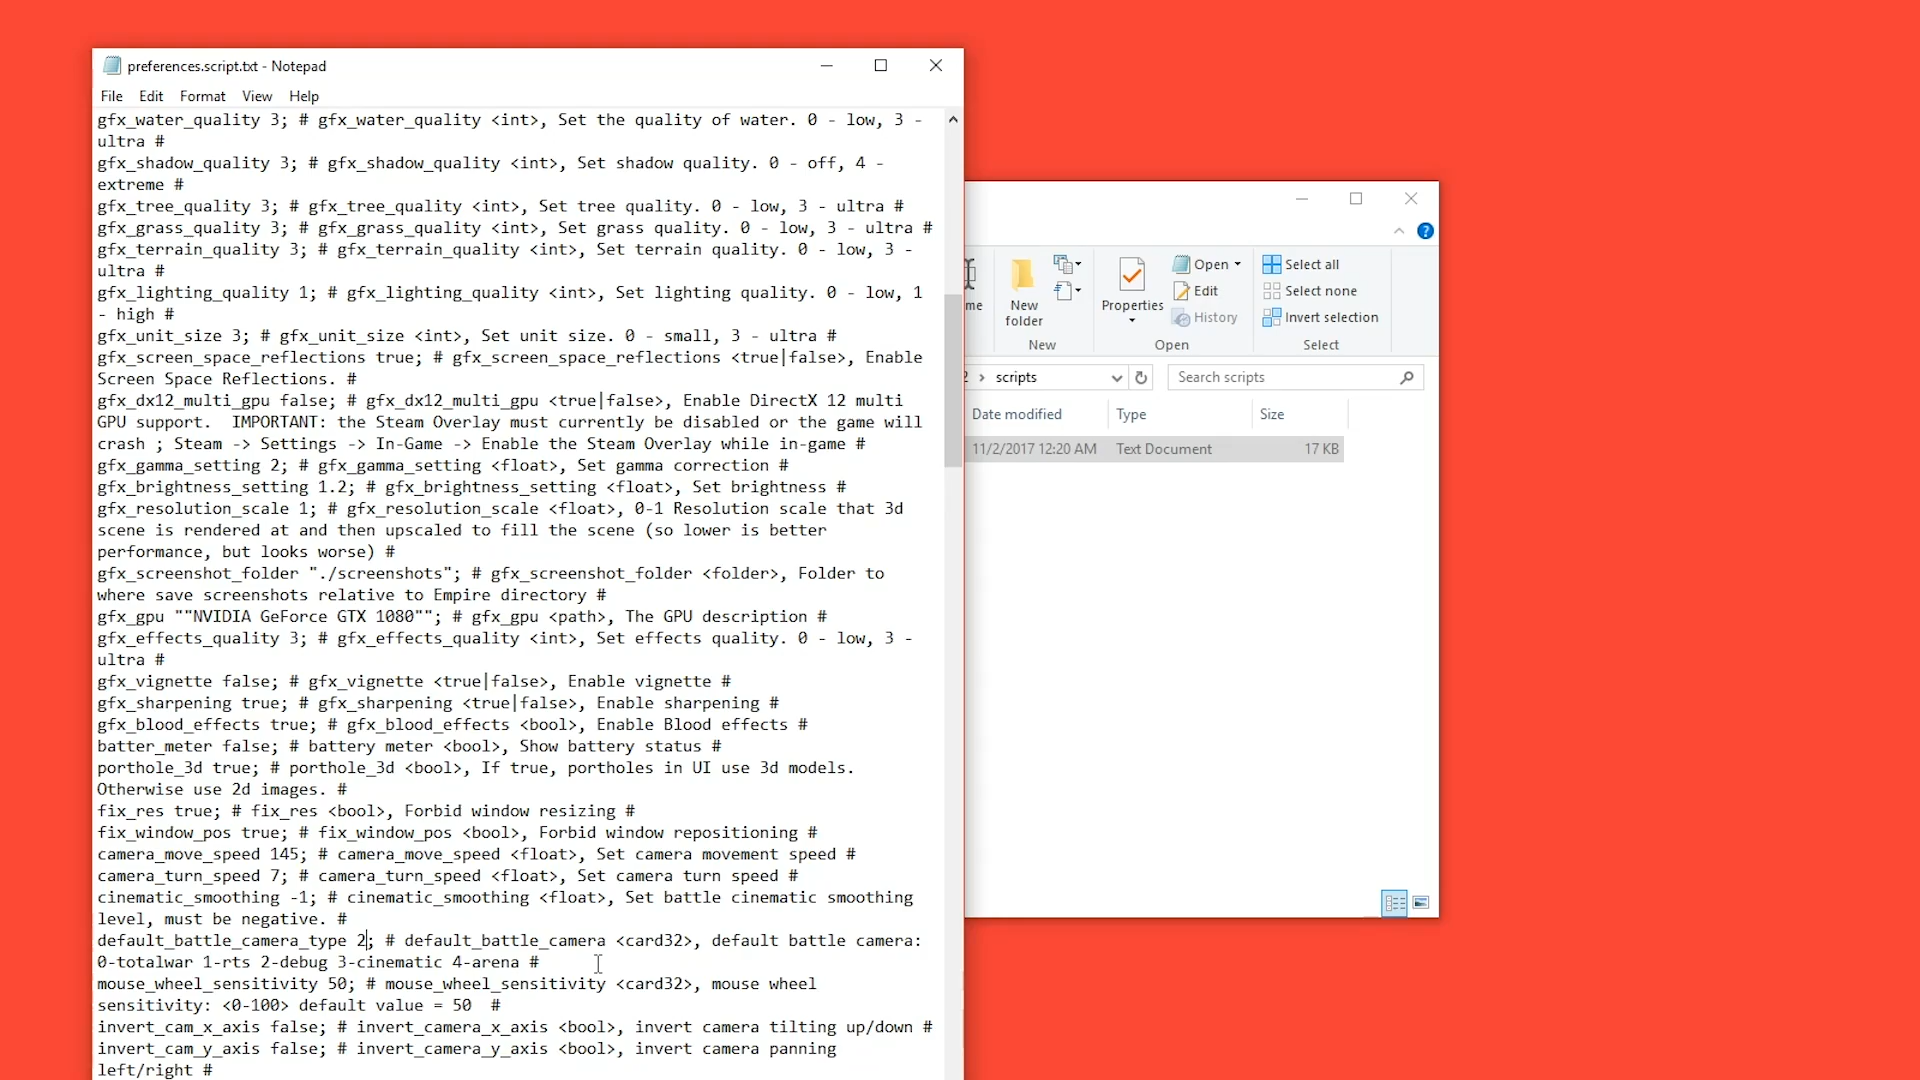 preferences.script.txt - Notepad
File Edit Format View Help
gfx_water_quality 3; # gfx_water_quality <int>, Set the quality of water. 0 - low, 3 -
ultra #
gfx_shadow_quality 3; # gfx_shadow_quality <int>, Set shadow quality. 0 - off, 4 -
extreme #
gfx_tree_quality 3; # gfx_tree_quality <int>, Set tree quality. 0 - low, 3 - ultra #
gfx_grass_quality 3; # gfx_grass_quality <int>, Set grass quality. 0 - low, 3 - ultra #
gfx_terrain_quality 3; # gfx_terrain_quality <int>, Set terrain quality. 0 - low, 3 -
ultra #
gfx_lighting_quality 1; # gfx_lighting_quality <int>, Set lighting quality. 0 - low, 1
- high #
gfx_unit_size 3; # gfx_unit_size <int>, Set unit size. 0 - small, 3 - ultra #
gfx_screen_space_reflections true; # gfx_screen_space_reflections <true|false>, Enable
Screen Space Reflections. #
gfx_dx12_multi_gpu false; # gfx_dx12_multi_gpu <true|false>, Enable DirectX 12 multi
GPU support.  IMPORTANT: the Steam Overlay must currently be disabled or the game will
crash ; Steam -> Settings -> In-Game -> Enable the Steam Overlay while in-game #
gfx_gamma_setting 2; # gfx_gamma_setting <float>, Set gamma correction #
gfx_brightness_setting 1.2; # gfx_brightness_setting <float>, Set brightness #
gfx_resolution_scale 1; # gfx_resolution_scale <float>, 0-1 Resolution scale that 3d
scene is rendered at and then upscaled to fill the scene (so lower is better
performance, but looks worse) #
gfx_screenshot_folder "./screenshots"; # gfx_screenshot_folder <folder>, Folder to
where save screenshots relative to Empire directory #
gfx_gpu ""NVIDIA GeForce GTX 1080""; # gfx_gpu <path>, The GPU description #
gfx_effects_quality 3; # gfx_effects_quality <int>, Set effects quality. 0 - low, 3 -
ultra #
gfx_vignette false; # gfx_vignette <true|false>, Enable vignette #
gfx_sharpening true; # gfx_sharpening <true|false>, Enable sharpening #
gfx_blood_effects true; # gfx_blood_effects <bool>, Enable Blood effects #
batter_meter false; # battery meter <bool>, Show battery status #
porthole_3d true; # porthole_3d <bool>, If true, portholes in UI use 3d models.
Otherwise use 2d images. #
fix_res true; # fix_res <bool>, Forbid window resizing #
fix_window_pos true; # fix_window_pos <bool>, Forbid window repositioning #
camera_move_speed 145; # camera_move_speed <float>, Set camera movement speed #
camera_turn_speed 7; # camera_turn_speed <float>, Set camera turn speed #
cinematic_smoothing -1; # cinematic_smoothing <float>, Set battle cinematic smoothing
level, must be negative. #
default_battle_camera_type 2; # default_battle_camera <card32>, default battle camera:
0-totalwar 1-rts 2-debug 3-cinematic 4-arena #
mouse_wheel_sensitivity 50; # mouse_wheel_sensitivity <card32>, mouse wheel
sensitivity: <0-100> default value = 50  #
invert_cam_x_axis false; # invert_camera_x_axis <bool>, invert camera tilting up/down #
invert_cam_y_axis false; # invert_camera_y_axis <bool>, invert camera panning
left/right #
me
New
folder
New
Properties
Open
Edit
History
Open
Select all
Select none
Invert selection
Select
2 › scripts
Search scripts
Date modified Type Size
11/2/2017 12:20 AM Text Document 17 KB